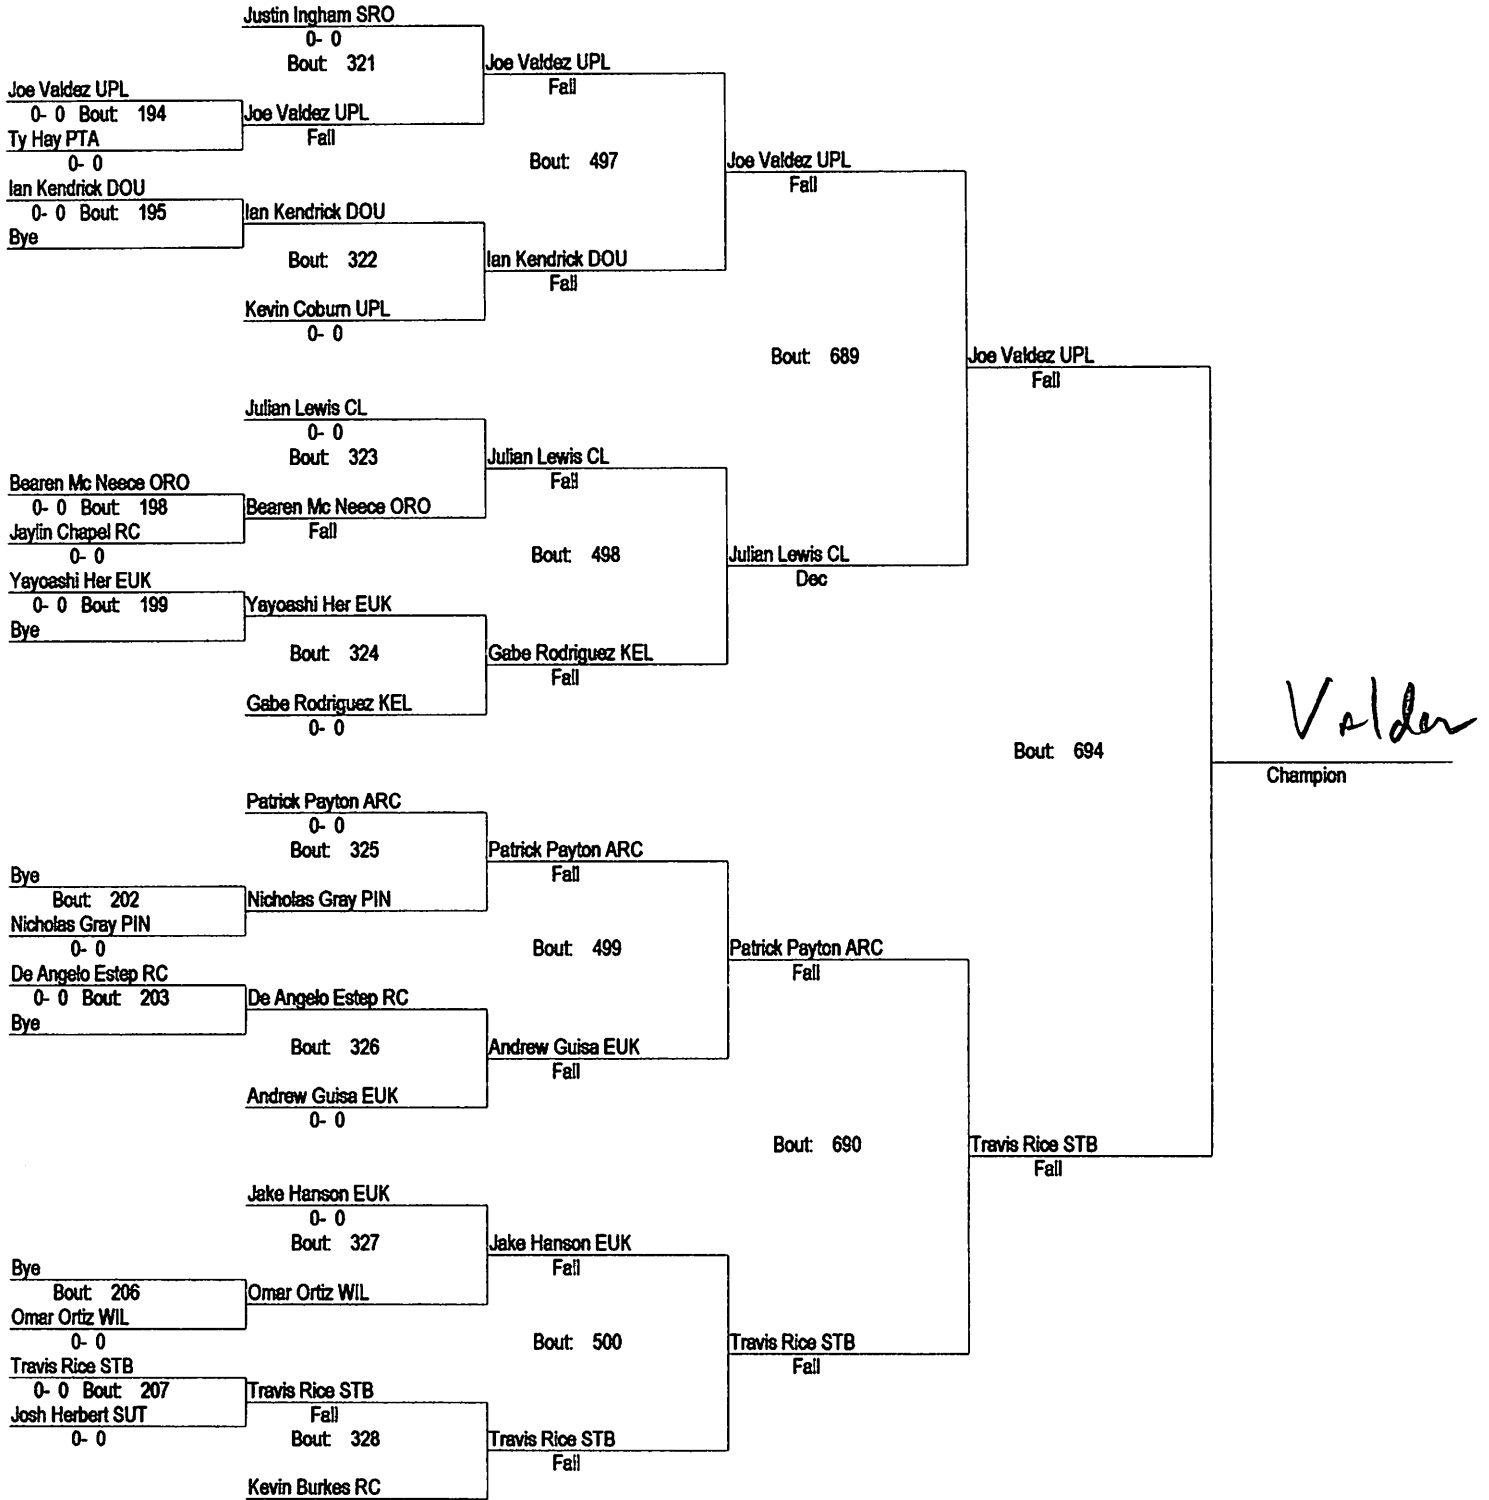 Justin Ingham SRO
0- 0
Bout: 321
Joe Valdez UPL
Fall
Joe Valdez UPL
0- 0 Bout: 194
Joe Valdez UPL
Fall
Ty Hay PTA
0- 0
Bout: 497
Joe Valdez UPL
Fall
Ian Kendrick DOU
0- 0 Bout: 195
Ian Kendrick DOU
Bye
Bout: 322
Ian Kendrick DOU
Fall
Kevin Coburn UPL
0- 0
Bout: 689
Joe Valdez UPL
Fall
Julian Lewis CL
0- 0
Bout: 323
Julian Lewis CL
Fall
Bearen Mc Neece ORO
0- 0 Bout: 198
Bearen Mc Neece ORO
Fall
Jaylin Chapel RC
0- 0
Bout: 498
Julian Lewis CL
Dec
Yayoashi Her EUK
0- 0 Bout: 199
Yayoashi Her EUK
Bye
Bout: 324
Gabe Rodriguez KEL
Fall
Gabe Rodriguez KEL
0- 0
Bout: 694
Champion
Patrick Payton ARC
0- 0
Bout: 325
Patrick Payton ARC
Fall
Bye
Bout: 202
Nicholas Gray PIN
Nicholas Gray PIN
0- 0
Bout: 499
Patrick Payton ARC
Fall
De Angelo Estep RC
0- 0 Bout: 203
De Angelo Estep RC
Bye
Bout: 326
Andrew Guisa EUK
Fall
Andrew Guisa EUK
0- 0
Bout: 690
Travis Rice STB
Fall
Jake Hanson EUK
0- 0
Bout: 327
Jake Hanson EUK
Fall
Bye
Bout: 206
Omar Ortiz WIL
Omar Ortiz WIL
0- 0
Bout: 500
Travis Rice STB
Fall
Travis Rice STB
0- 0 Bout: 207
Travis Rice STB
Fall
Josh Herbert SUT
0- 0
Bout: 328
Travis Rice STB
Fall
Kevin Burkes RC